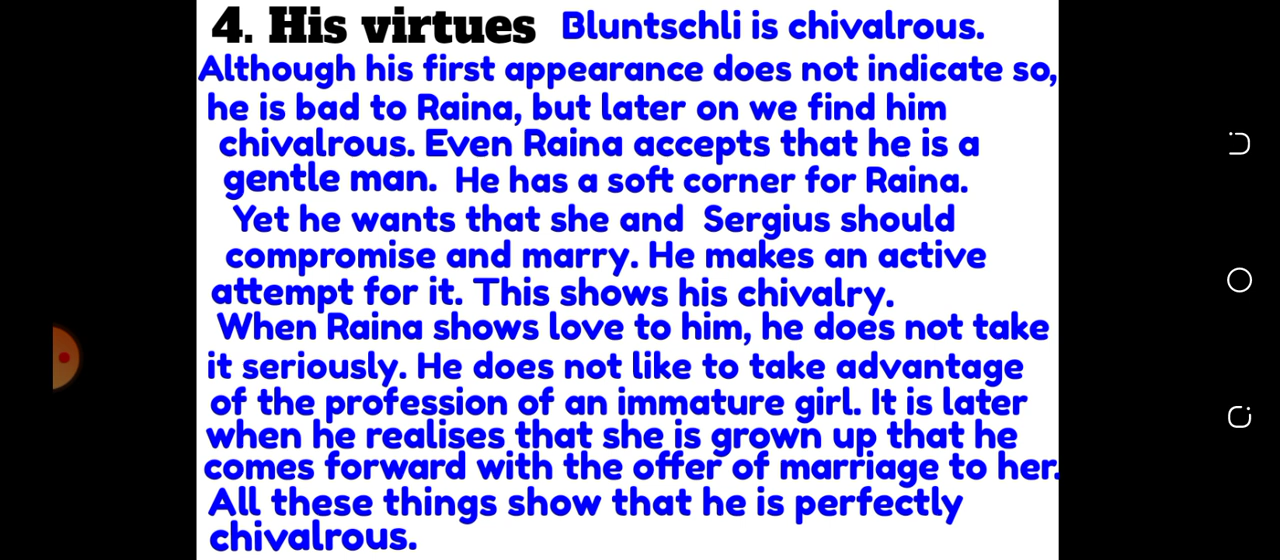 4. His virtues Bluntschli is chivalrous.
Although his first appearance does not indicate so,
he is bad to Raina, but later on we find him
chivalrous. Even Raina accepts that he is a
gentle man. He has a soft corner for Raina.
Yet he wants that she and Sergius should
compromise and marry. He makes an active
attempt for it. This shows his chivalry.
When Raina shows love to him, he does not take
it seriously. He does not like to take advantage
of the profession of an immature girl. It is later
when he realises that she is grown up that he
comes forward with the offer of marriage to her.
All these things show that he is perfectly
chivalrous.